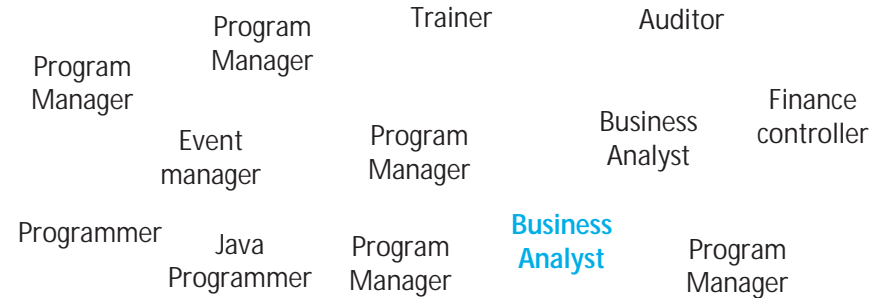 Program
Manager
Program
Manager
Trainer
Auditor
Event
manager
Program
Manager
Business
Analyst
Finance
controller
Programmer
Java
Programmer
Program
Manager
Business
Analyst
Program
Manager